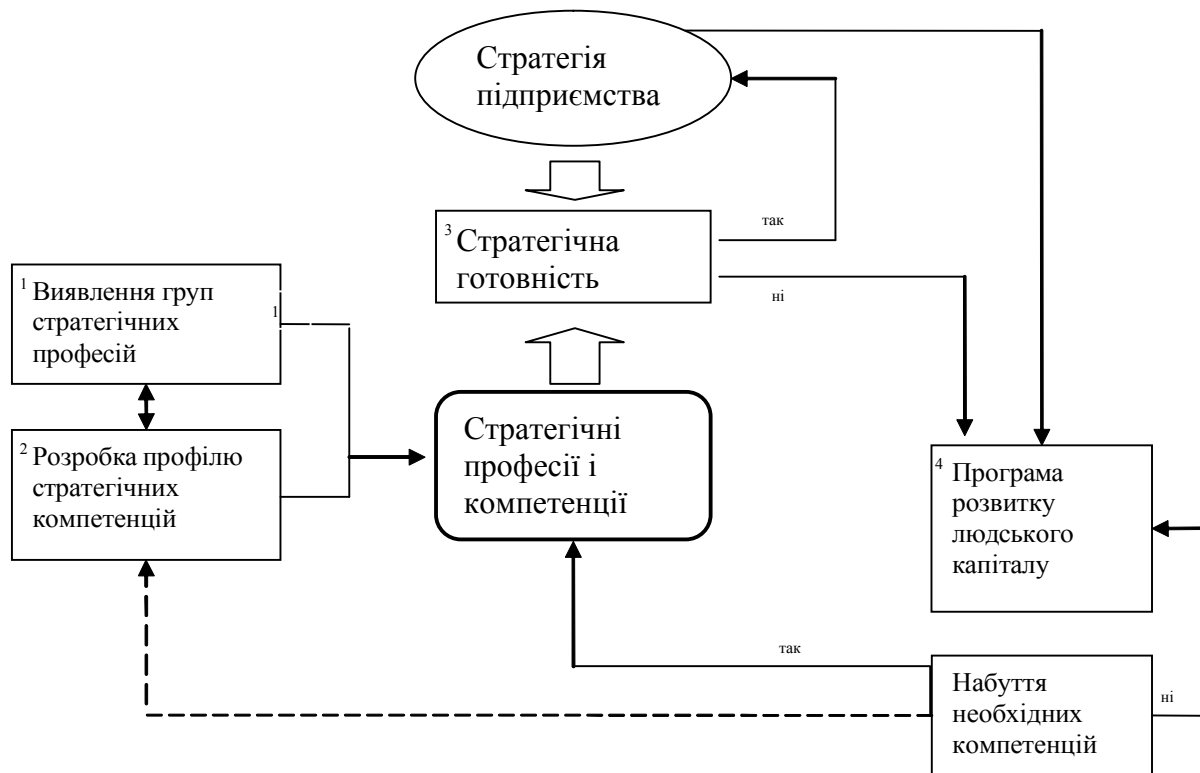 Стратегія
підприємства
так
3 Стратегічна
готовність
ні
1 Виявлення груп
стратегічних
професій
1
2 Розробка профілю
стратегічних
компетенцій
Стратегічні
професії і
компетенції
4 Програма
розвитку
людського
капіталу
так
Набуття
необхідних
компетенцій
ні